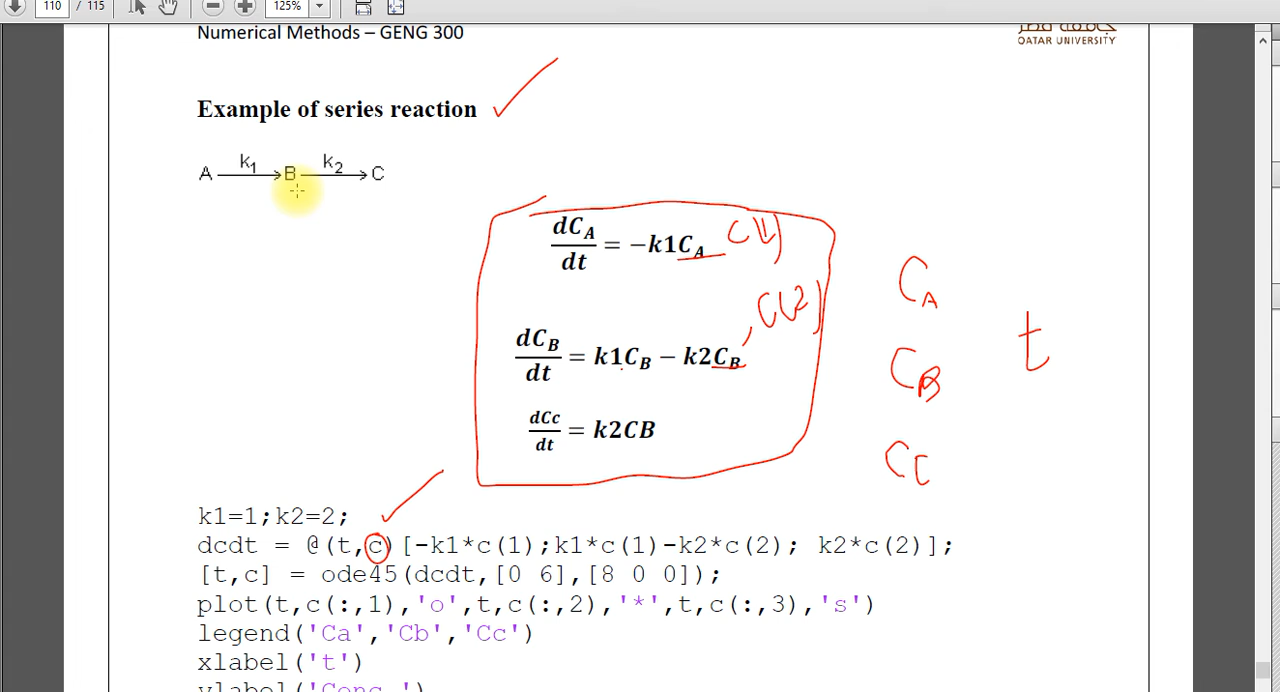 110 / 115 125%
Numerical Methods – GENG 300
QATAR UNIVERSITY
Example of series reaction
A k1 B k2 C
dC_A/dt = −k1C_A C(1)
C_A
dC_B/dt = k1C_B − k2C_B C(2)
C_B
t
dCc/dt = k2CB
CC
k1=1;k2=2;
dcdt = @(t,c)[-k1*c(1);k1*c(1)-k2*c(2); k2*c(2)];
[t,c] = ode45(dcdt,[0 6],[8 0 0]);
plot(t,c(:,1),'o',t,c(:,2),'*',t,c(:,3),'s')
legend('Ca','Cb','Cc')
xlabel('t')
ylabel('Conc.')